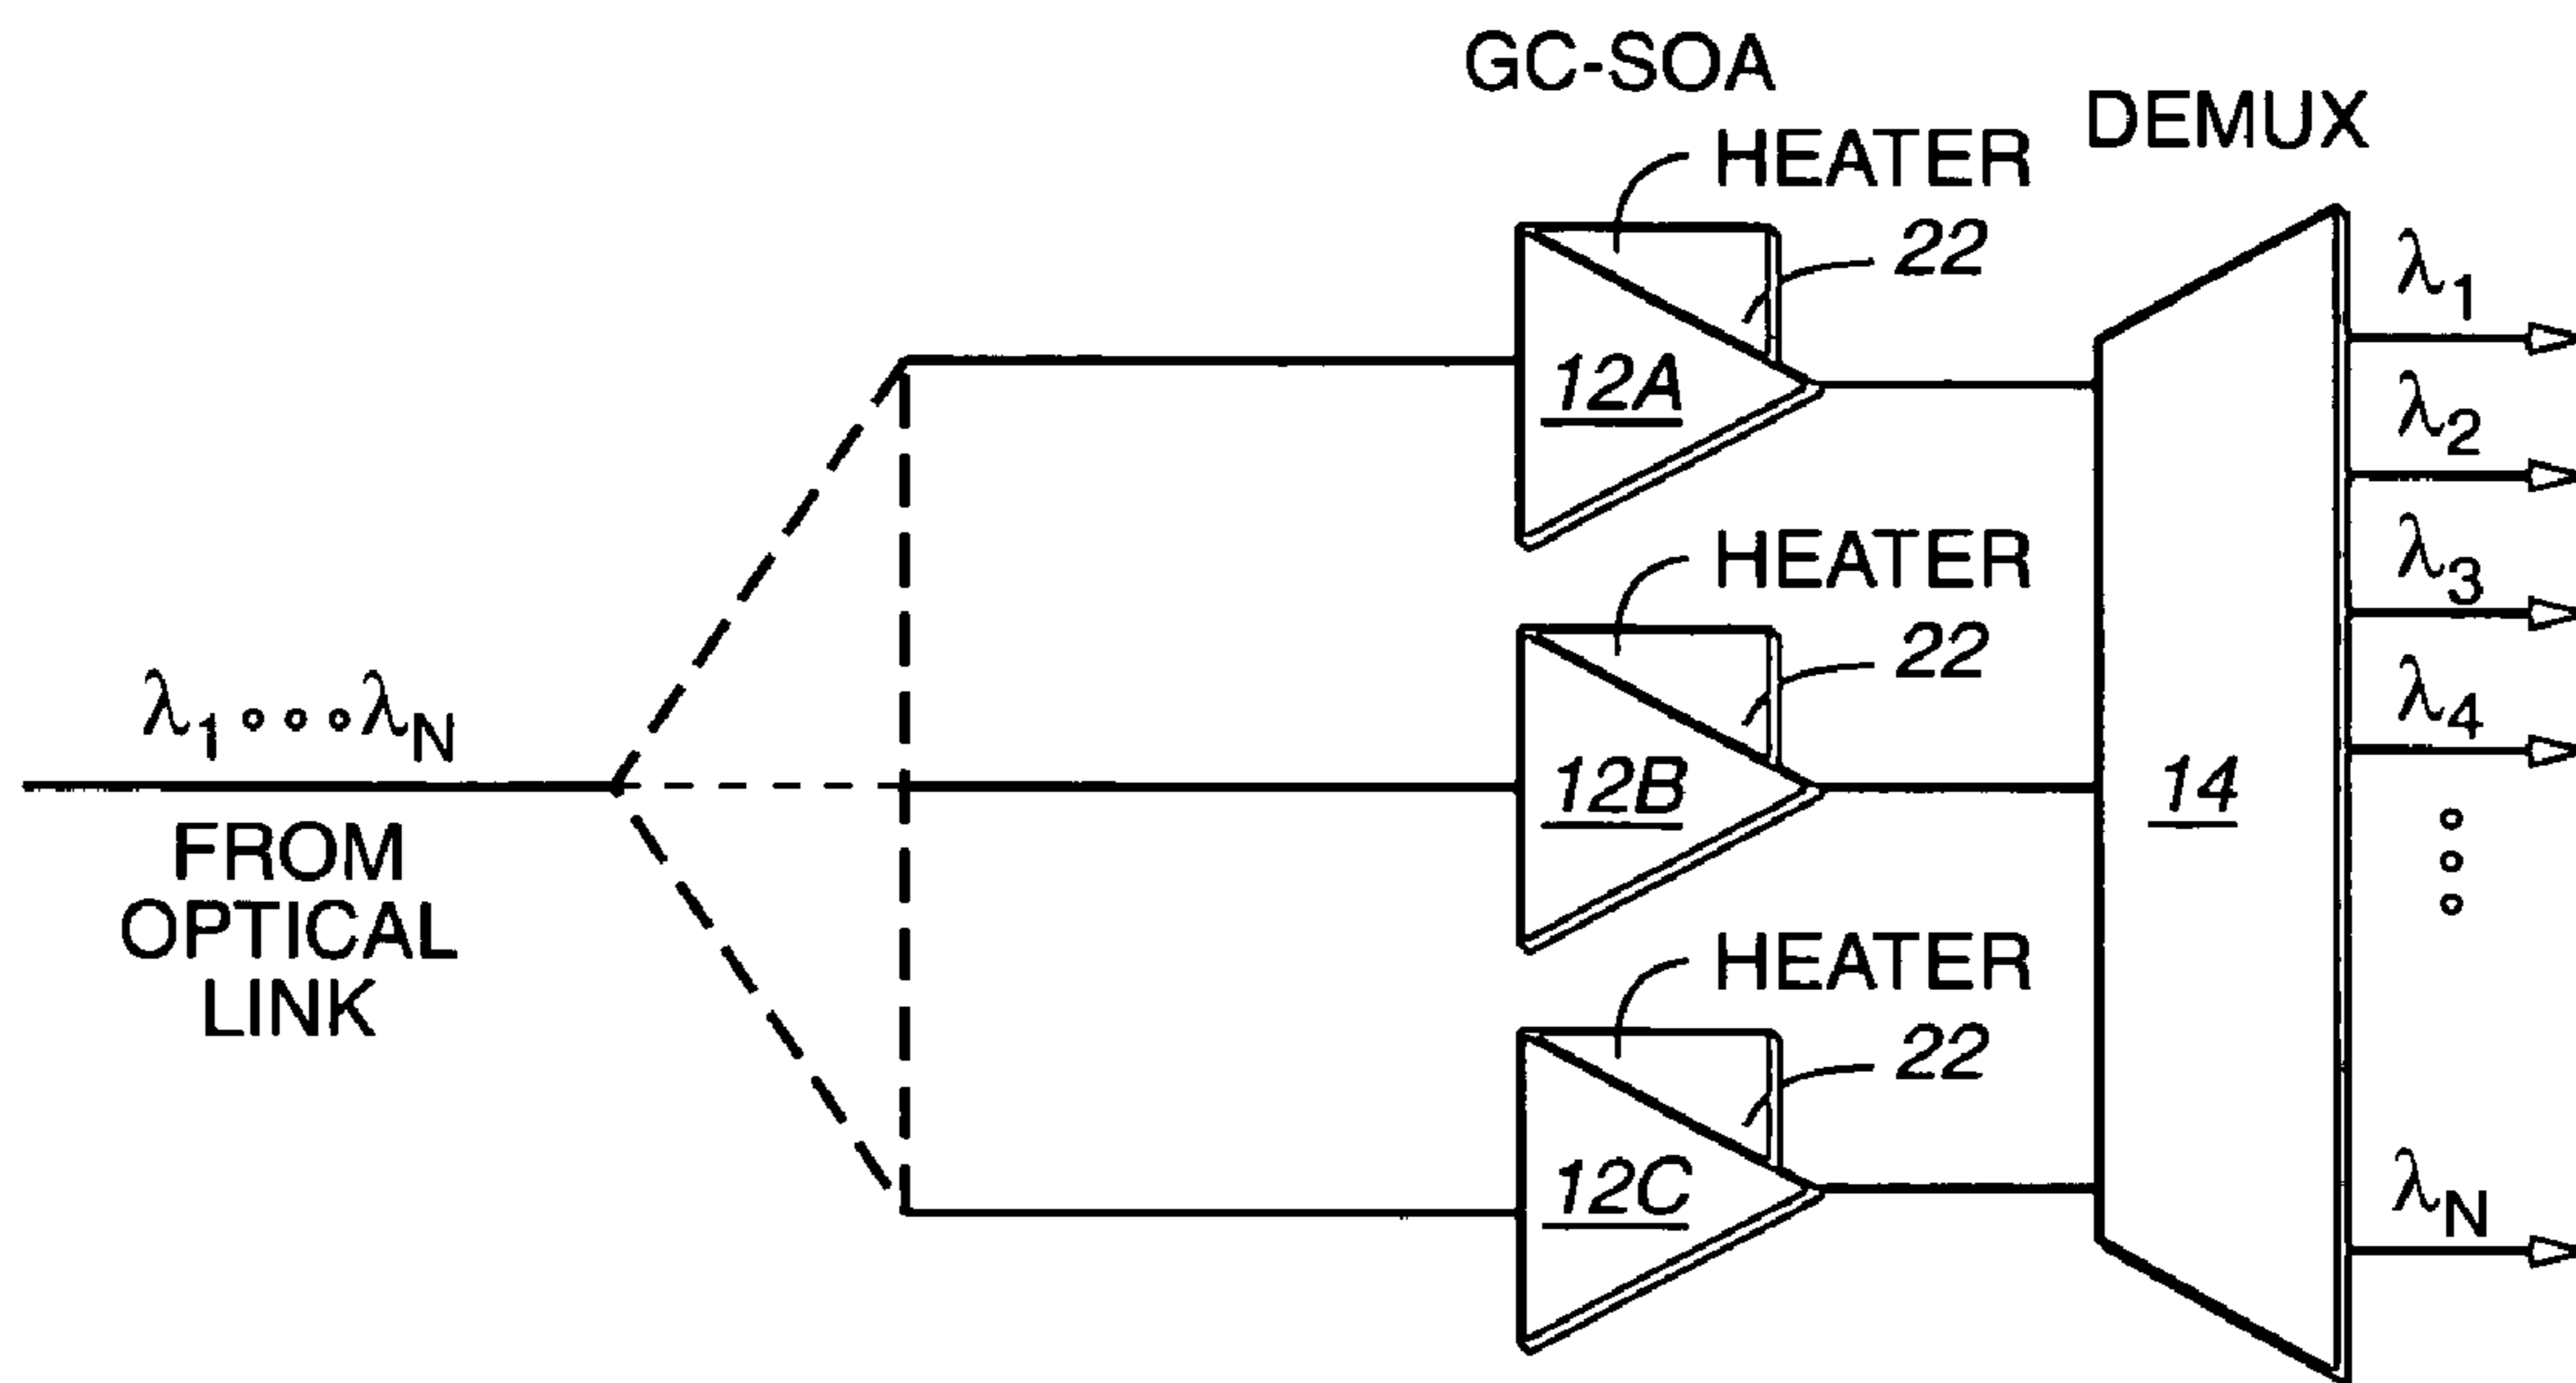 GC-SOA
DEMUX
HEATER
22
12A
HEATER
22
12B
HEATER
22
12C
14
λ1∘∘∘λN
FROM
OPTICAL
LINK
λ1
λ2
λ3
λ4
λN